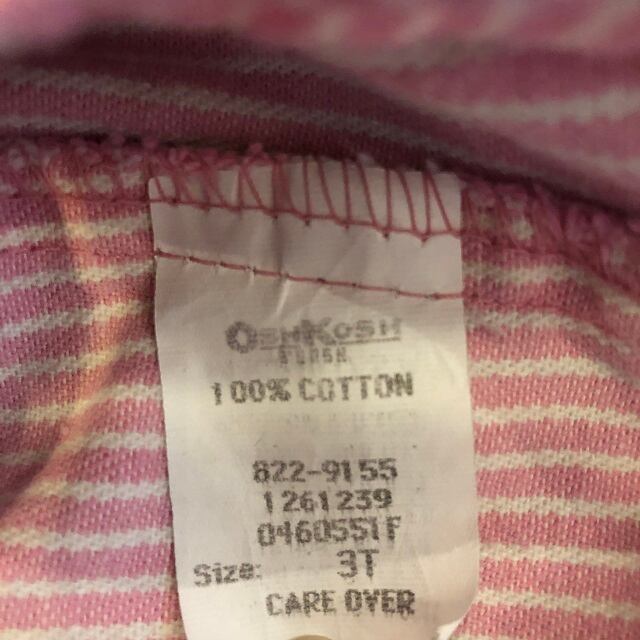 OshKosh
B'GOSH
100% COTTON
822-9155
1261239
0460551F
Size: 3T
CARE OVER